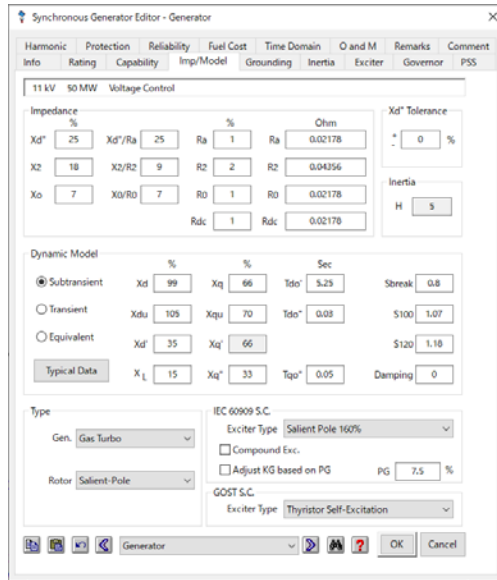 Synchronous Generator Editor - Generator
Harmonic Protection Reliability Fuel Cost Time Domain O and M Remarks Comment
Info Rating Capability Imp/Model Grounding Inertia Exciter Governor PSS
11 kV 50 MW Voltage Control
Impedance
% % Ohm
Xd" 25 Xd"/Ra 25 Ra 1 Ra 0.02178
X2 18 X2/R2 9 R2 2 R2 0.04356
Xo 7 X0/R0 7 R0 1 R0 0.02178
Rdc 1 Rdc 0.02178
Xd" Tolerance
+
- 0 %
Inertia
H 5
Dynamic Model
% % Sec
Subtransient Xd 99 Xq 66 Tdo' 5.25 Sbreak 0.8
Transient Xdu 105 Xqu 70 Tdo" 0.03 S100 1.07
Equivalent Xd' 35 Xq' 66 S120 1.18
Typical Data XL 15 Xq" 33 Tqo" 0.05 Damping 0
Type
Gen. Gas Turbo
Rotor Salient-Pole
IEC 60909 S.C.
Exciter Type Salient Pole 160%
Compound Exc.
Adjust KG based on PG PG 7.5 %
GOST S.C.
Exciter Type Thyristor Self-Excitation
Generator ? OK Cancel